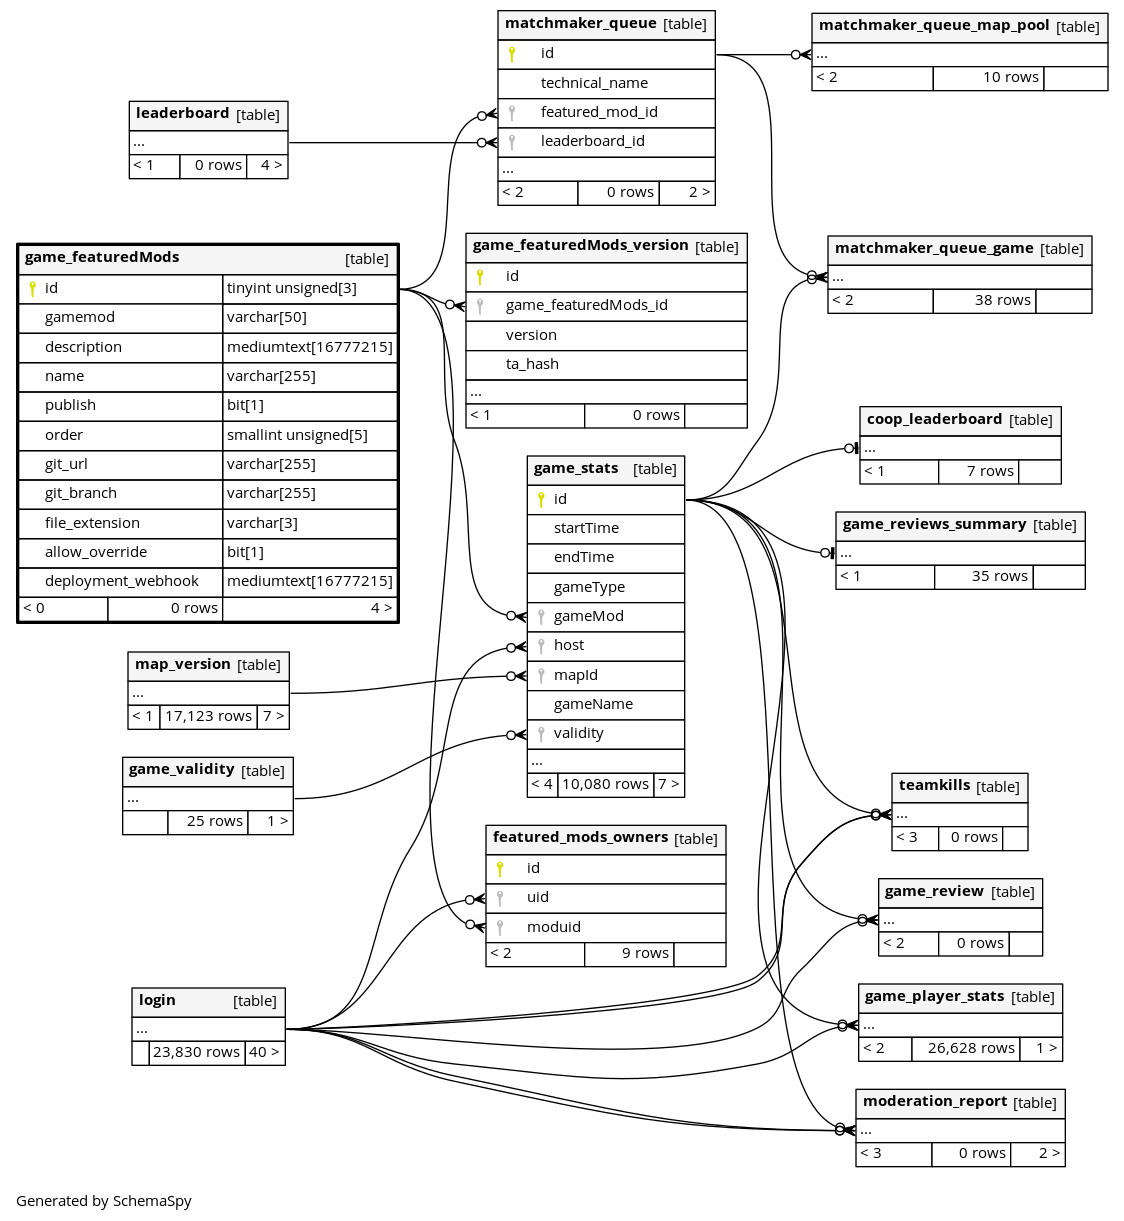 matchmaker_queue [table]
id
technical_name
featured_mod_id
leaderboard_id
...
< 2 0 rows 2 >
matchmaker_queue_map_pool [table]
...
< 2 10 rows
leaderboard [table]
...
< 1 0 rows 4 >
game_featuredMods [table]
id tinyint unsigned[3]
gamemod varchar[50]
description mediumtext[16777215]
name varchar[255]
publish bit[1]
order smallint unsigned[5]
git_url varchar[255]
git_branch varchar[255]
file_extension varchar[3]
allow_override bit[1]
deployment_webhook mediumtext[16777215]
< 0 0 rows 4 >
game_featuredMods_version [table]
id
game_featuredMods_id
version
ta_hash
...
< 1 0 rows
matchmaker_queue_game [table]
...
< 2 38 rows
coop_leaderboard [table]
...
< 1 7 rows
game_stats [table]
id
startTime
endTime
gameType
gameMod
host
mapId
gameName
validity
...
< 4 10,080 rows 7 >
game_reviews_summary [table]
...
< 1 35 rows
map_version [table]
...
< 1 17,123 rows 7 >
game_validity [table]
...
25 rows 1 >
teamkills [table]
...
< 3 0 rows
featured_mods_owners [table]
id
uid
moduid
< 2 9 rows
game_review [table]
...
< 2 0 rows
login [table]
...
23,830 rows 40 >
game_player_stats [table]
...
< 2 26,628 rows 1 >
moderation_report [table]
...
< 3 0 rows 2 >
Generated by SchemaSpy